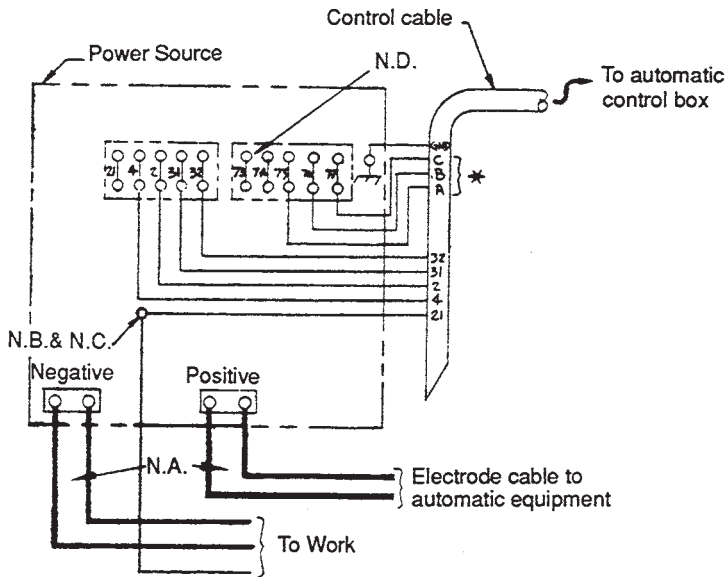 Control cable
Power Source
N.D.
To automatic
control box
GND
C
B
A
*
21 4 2 31 32
73 74 75 76 77
32
31
2
4
21
N.B.& N.C.
Negative
Positive
N.A.
Electrode cable to
automatic equipment
To Work